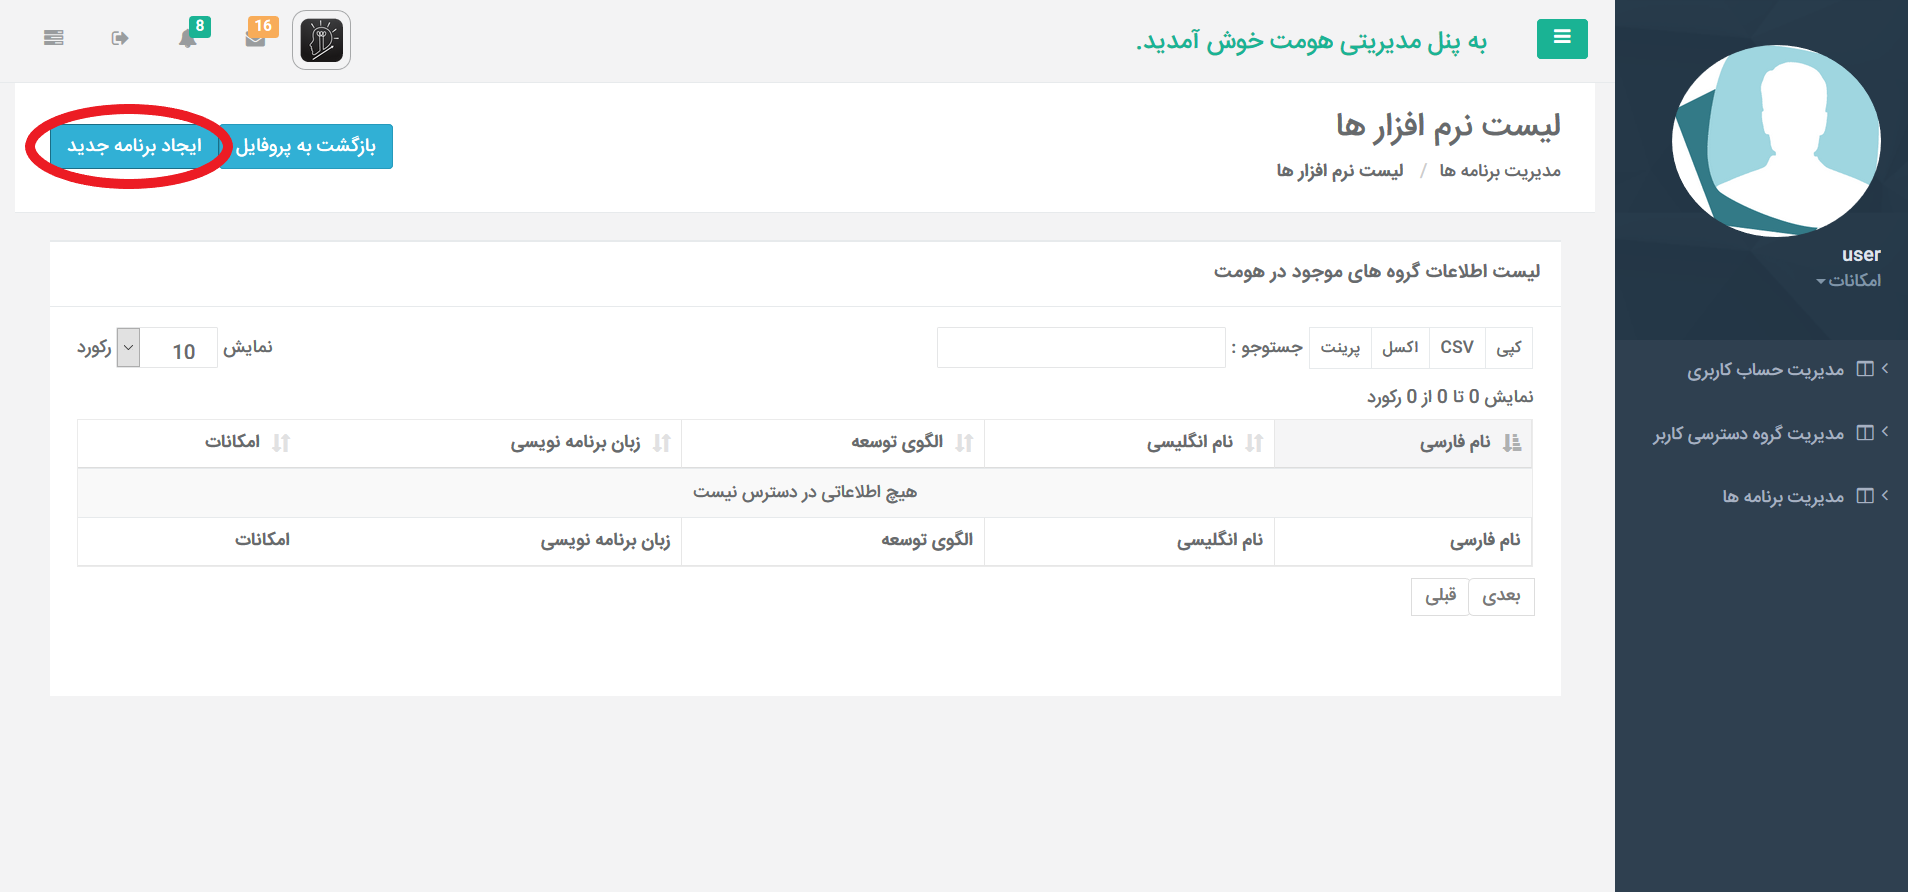 به پنل مدیریتی هومت خوش آمدید.
16
8
user
امکانات
مدیریت حساب کاربری
مدیریت گروه دسترسی کاربر
مدیریت برنامه ها
لیست نرم افزار ها
مدیریت برنامه ها / لیست نرم افزار ها
بازگشت به پروفایل
ایجاد برنامه جدید
لیست اطلاعات گروه های موجود در هومت
کپی CSV اکسل پرینت جستوجو :
نمایش 10 رکورد
نمایش 0 تا 0 از 0 رکورد
نام فارسی نام انگلیسی الگوی توسعه زبان برنامه نویسی امکانات
هیچ اطلاعاتی در دسترس نیست
نام فارسی نام انگلیسی الگوی توسعه زبان برنامه نویسی امکانات
بعدی قبلی